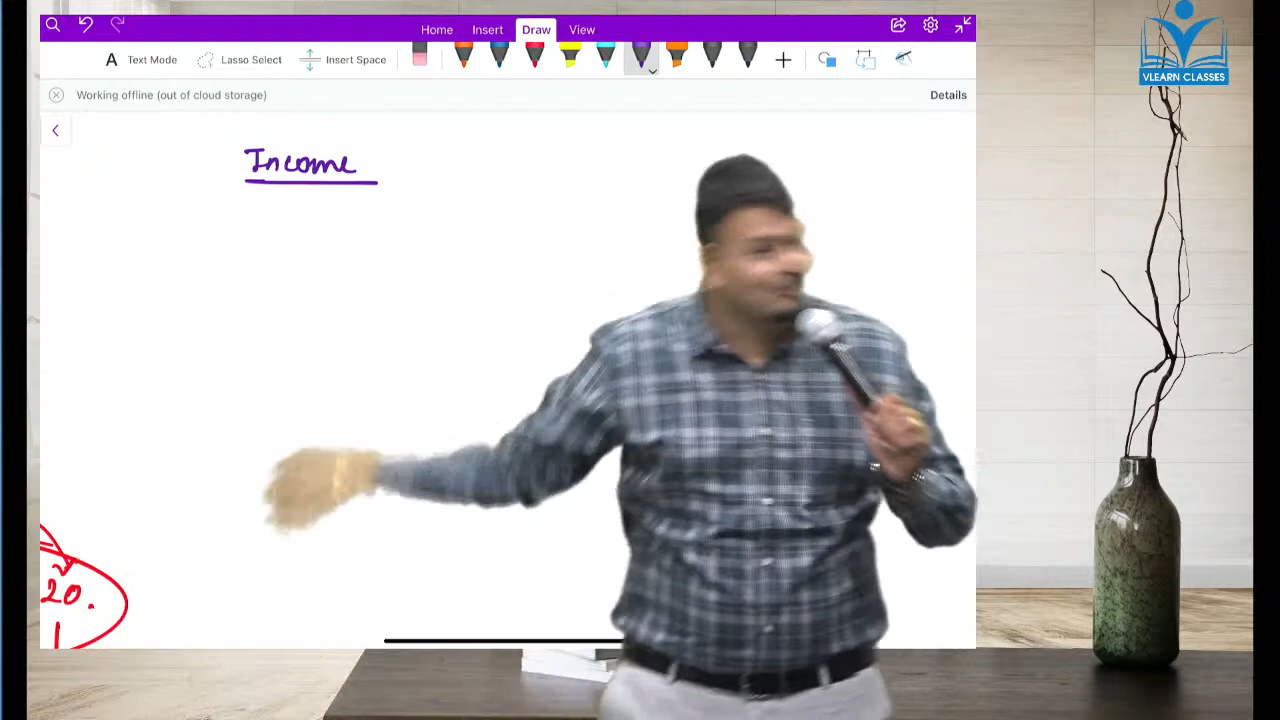 Home Insert Draw View
A Text Mode Lasso Select Insert Space
Working offline (out of cloud storage) Details
VLEARN CLASSES
Income
20.